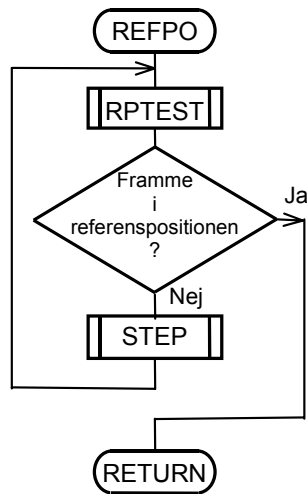 REFPO
RPTEST
Framme
i
referenspositionen
?
Ja
Nej
STEP
RETURN